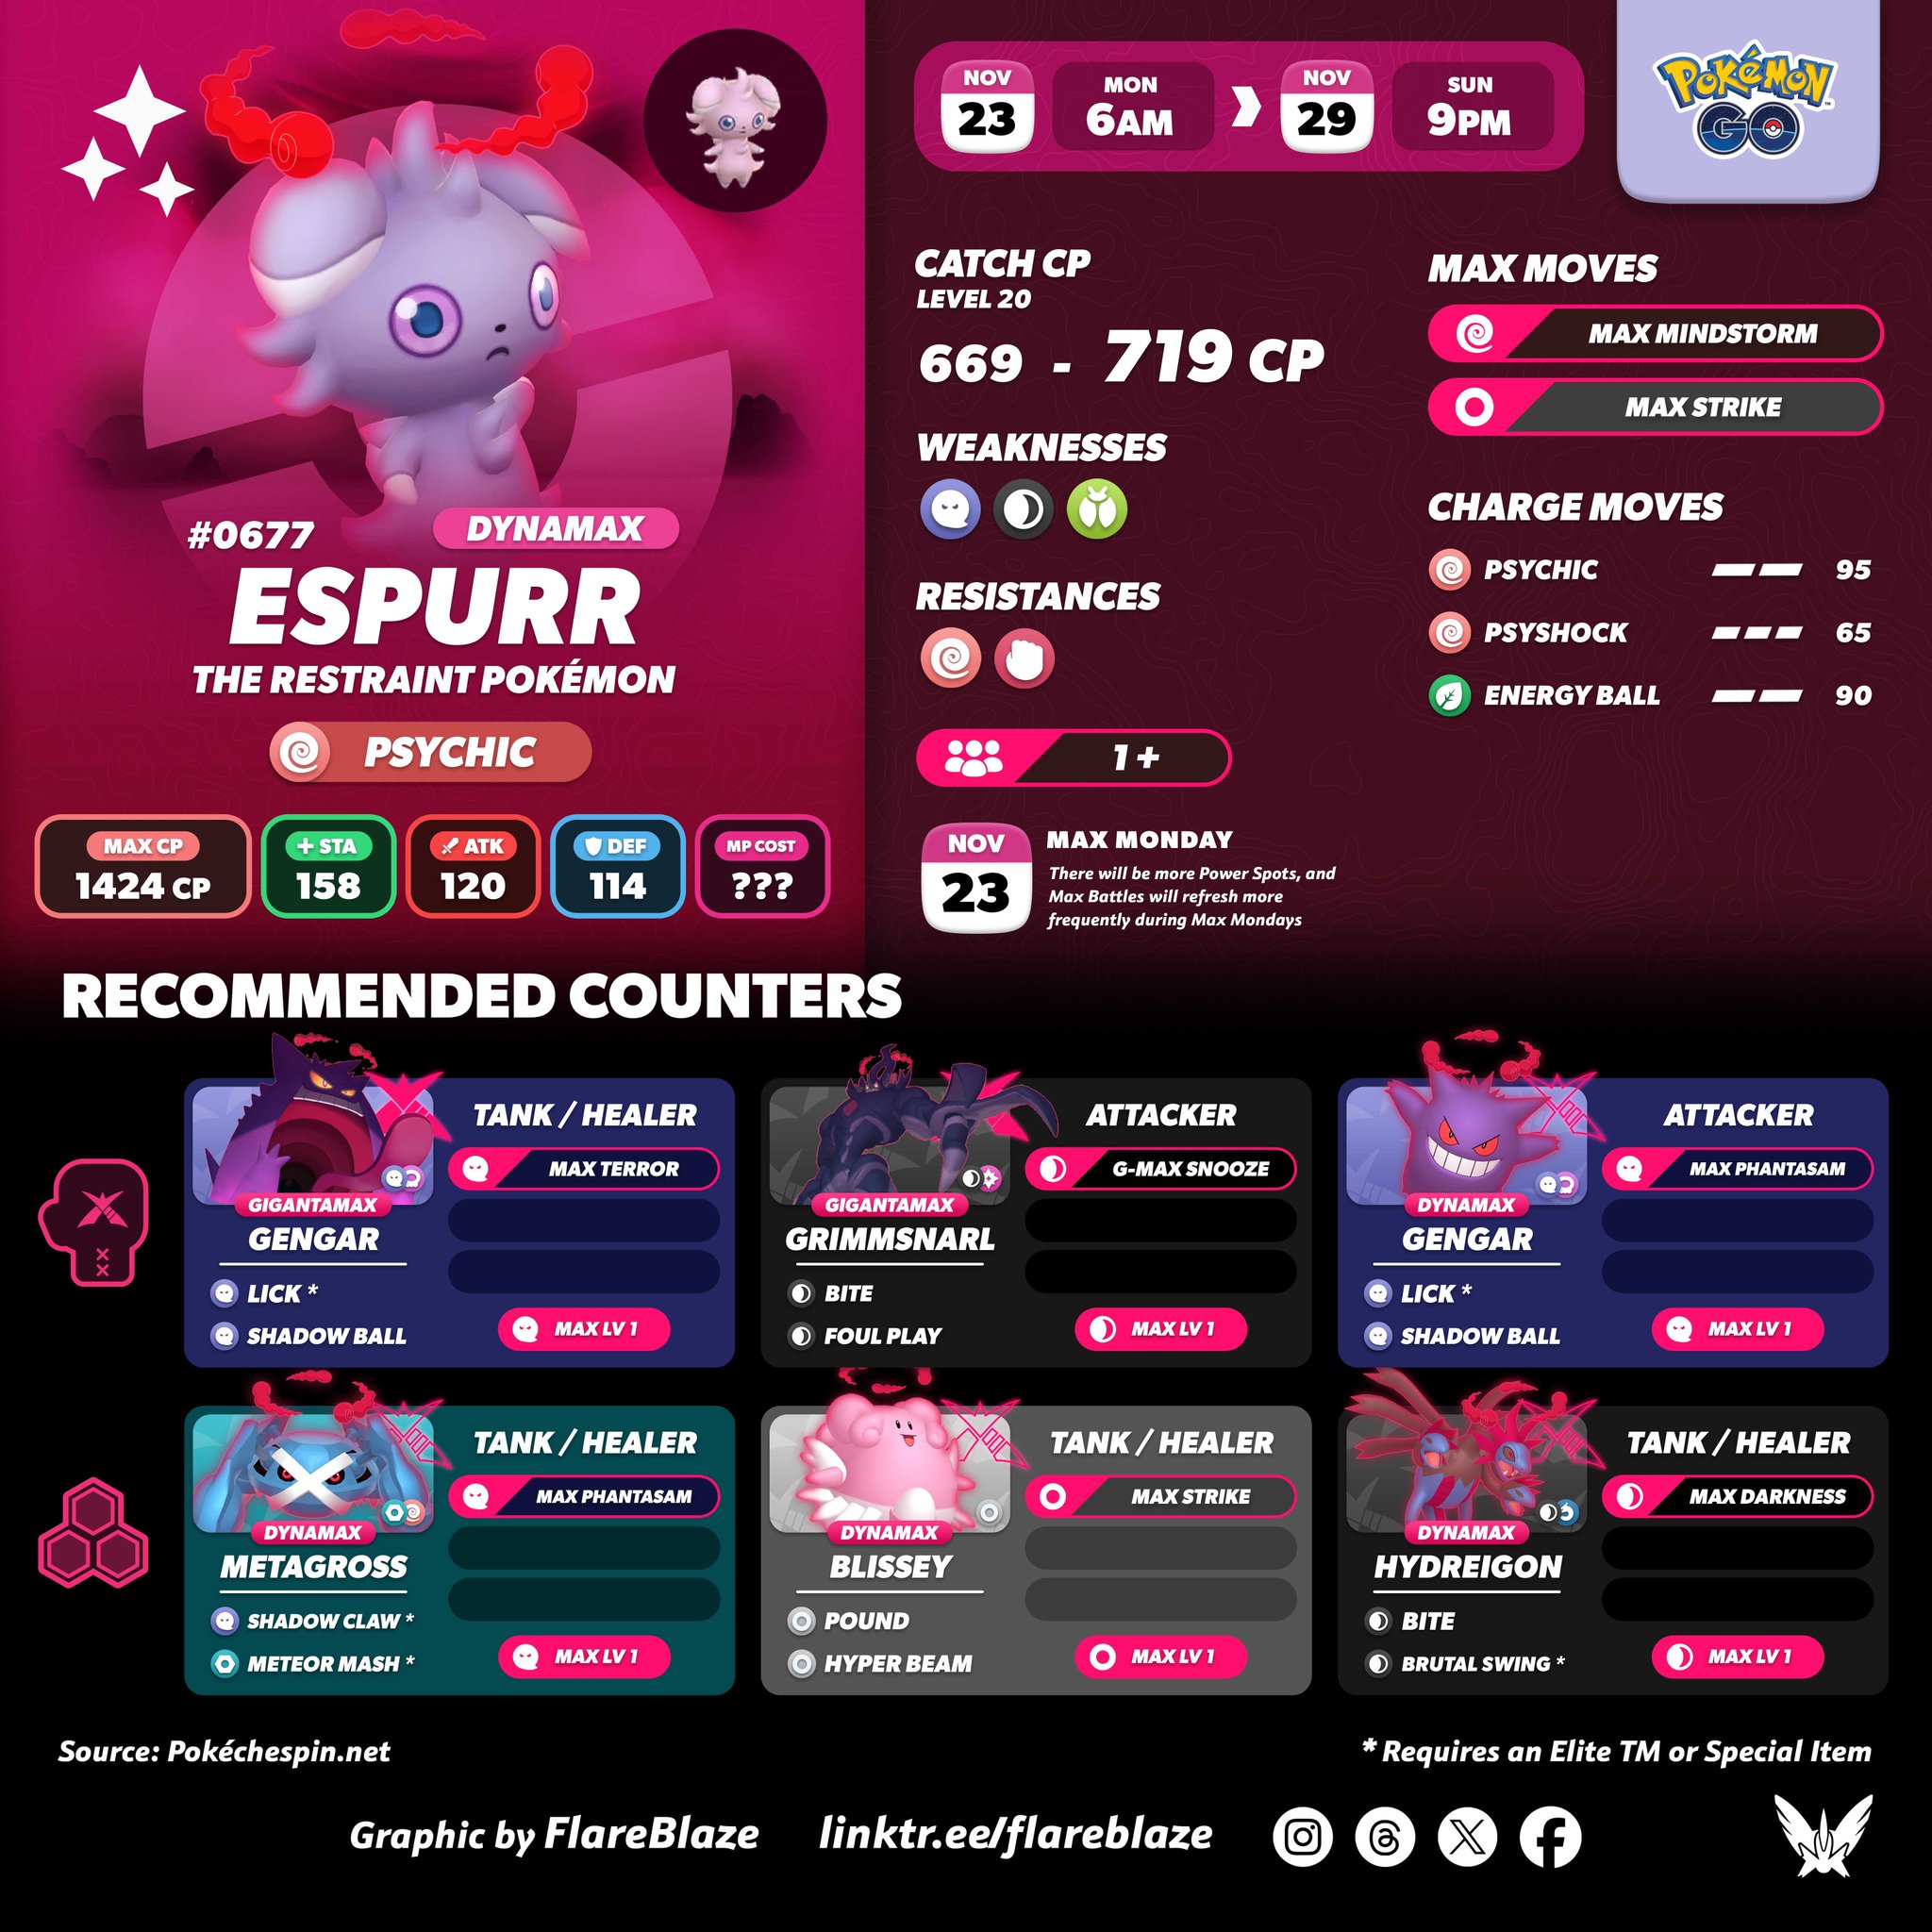 NOV
23
MON
6AM
NOV
29
SUN
9PM
POKéMON
GO
#0677
DYNAMAX
ESPURR
THE RESTRAINT POKÉMON
PSYCHIC
MAX CP
1424 CP
STA
158
ATK
120
DEF
114
MP COST
???
CATCH CP
LEVEL 20
669 - 719 CP
WEAKNESSES
RESISTANCES
1+
NOV
23
MAX MONDAY
There will be more Power Spots, and
Max Battles will refresh more
frequently during Max Mondays
MAX MOVES
MAX MINDSTORM
MAX STRIKE
CHARGE MOVES
PSYCHIC 95
PSYSHOCK 65
ENERGY BALL 90
RECOMMENDED COUNTERS
GIGANTAMAX
GENGAR
LICK *
SHADOW BALL
TANK / HEALER
MAX TERROR
MAX LV 1
GIGANTAMAX
GRIMMSNARL
BITE
FOUL PLAY
ATTACKER
G-MAX SNOOZE
MAX LV 1
DYNAMAX
GENGAR
LICK *
SHADOW BALL
ATTACKER
MAX PHANTASAM
MAX LV 1
DYNAMAX
METAGROSS
SHADOW CLAW *
METEOR MASH *
TANK / HEALER
MAX PHANTASAM
MAX LV 1
DYNAMAX
BLISSEY
POUND
HYPER BEAM
TANK / HEALER
MAX STRIKE
MAX LV 1
DYNAMAX
HYDREIGON
BITE
BRUTAL SWING *
TANK / HEALER
MAX DARKNESS
MAX LV 1
Source: Pokéchespin.net
* Requires an Elite TM or Special Item
Graphic by FlareBlaze
linktr.ee/flareblaze